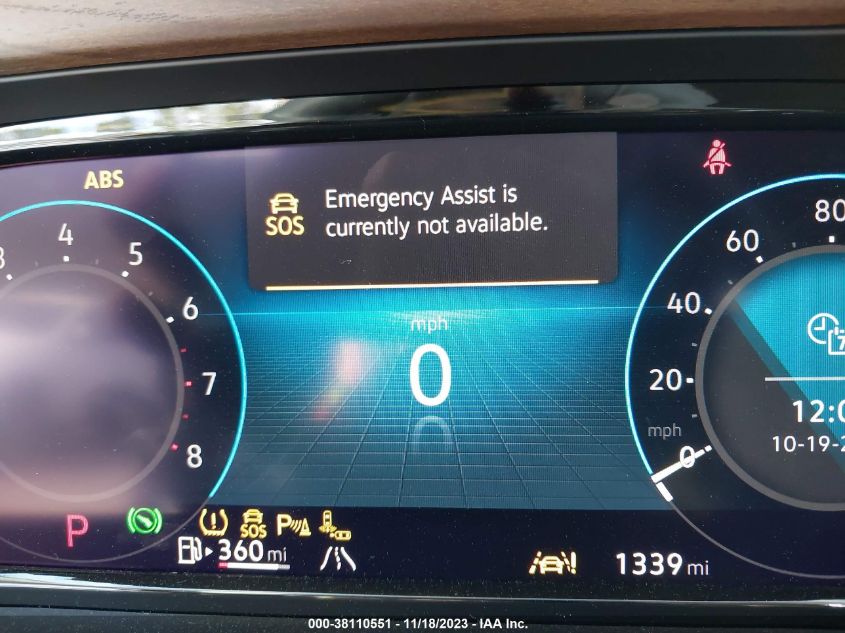 ABS
Emergency Assist is
SOS
currently not available.
80
60
40
20
0
mph
3
4
5
6
7
8
mph
0
12:0
10-19-2
P
SOS
P
360 mi
1339 mi
000-38110551 - 11/18/2023 - IAA Inc.